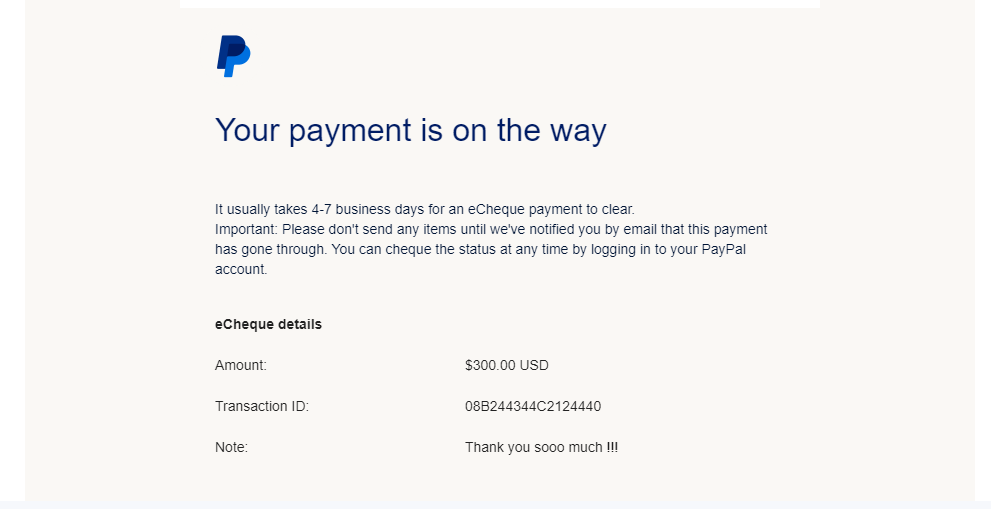 Your payment is on the way
It usually takes 4-7 business days for an eCheque payment to clear.
Important: Please don't send any items until we've notified you by email that this payment
has gone through. You can cheque the status at any time by logging in to your PayPal
account.
eCheque details
Amount: $300.00 USD
Transaction ID: 08B244344C2124440
Note: Thank you sooo much !!!